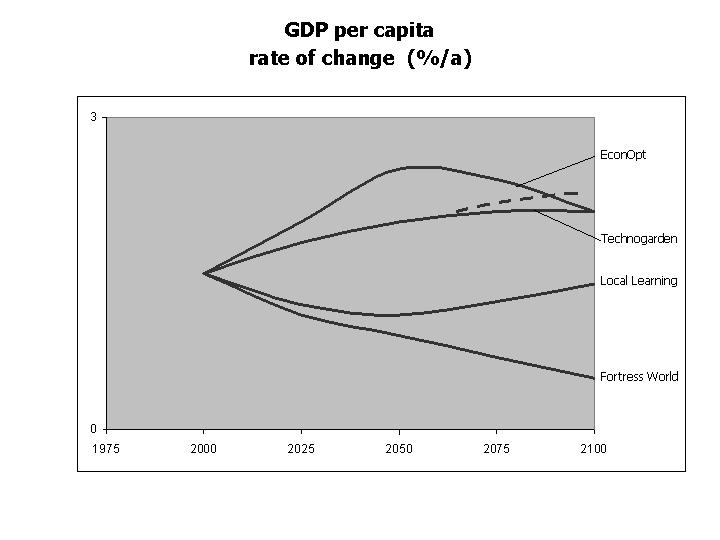 GDP per capita
rate of change (%/a)
3
EconOpt
Technogarden
Local Learning
Fortress World
0
1975 2000 2025 2050 2075 2100